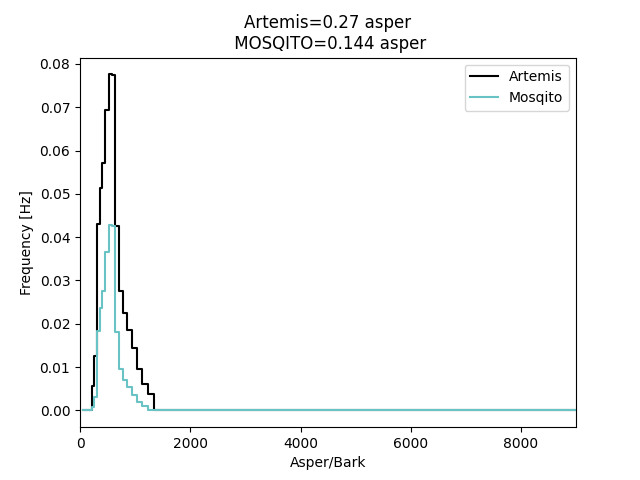 Artemis=0.27 asper
MOSQITO=0.144 asper
Artemis
Mosqito
0.08
0.07
0.06
0.05
0.04
0.03
0.02
0.01
0.00
Frequency [Hz]
0 2000 4000 6000 8000
Asper/Bark